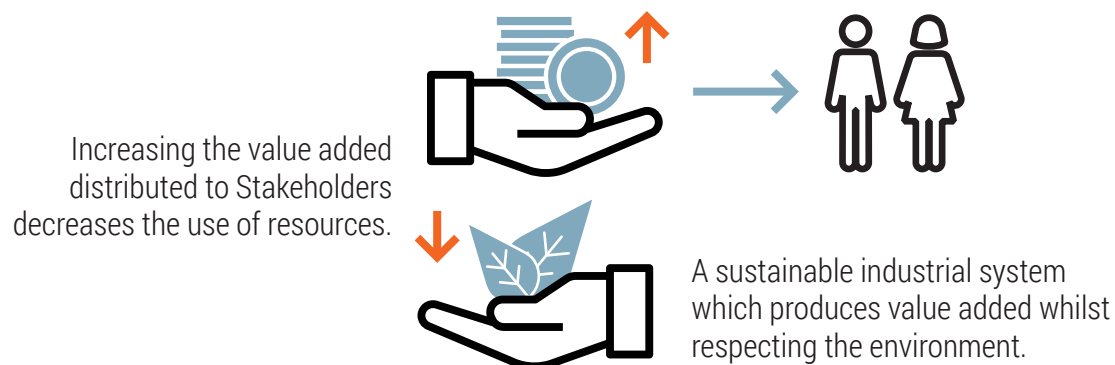 Increasing the value added
distributed to Stakeholders
decreases the use of resources.
A sustainable industrial system
which produces value added whilst
respecting the environment.